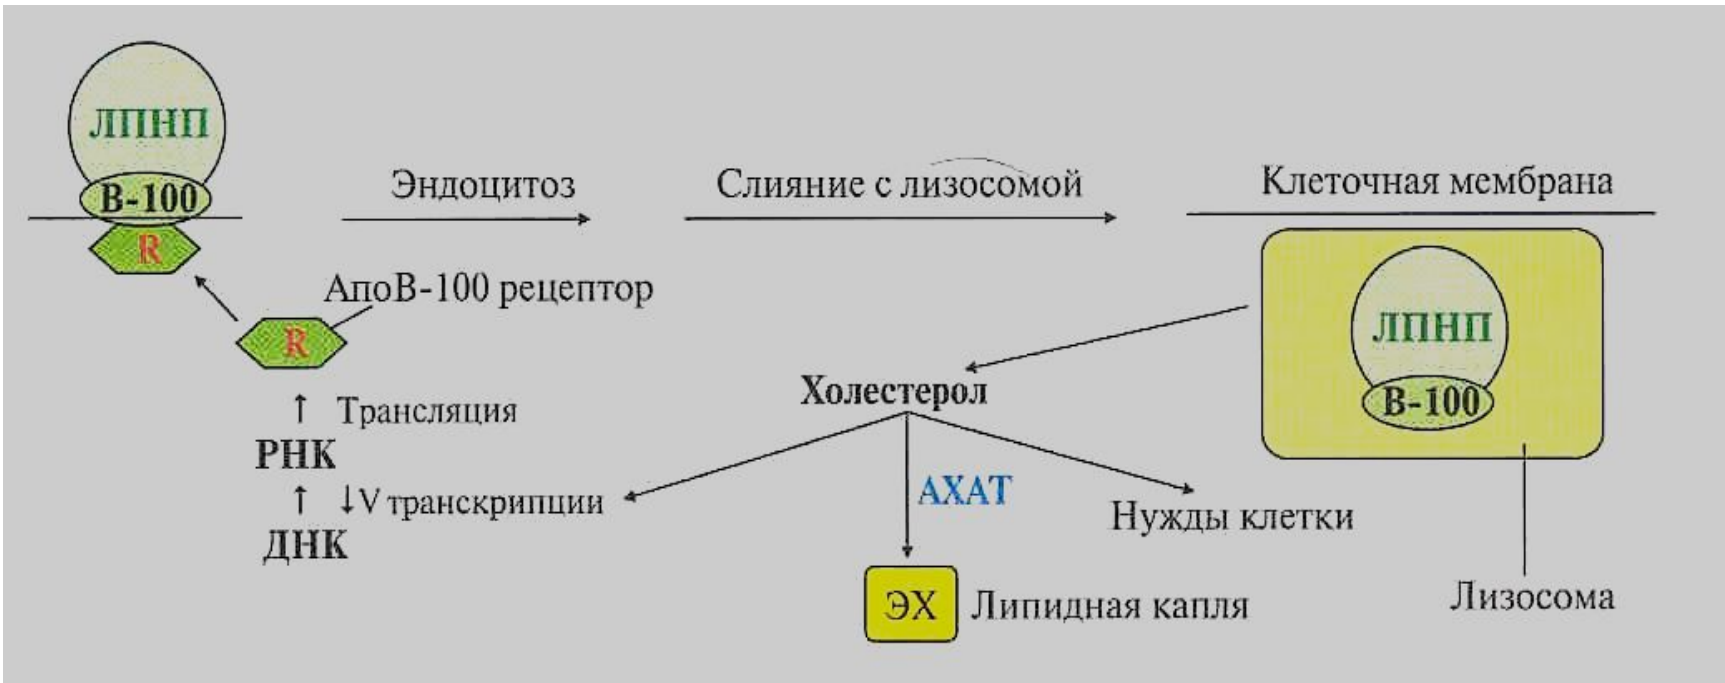 ЛПНП
В-100
R
Эндоцитоз
Слияние с лизосомой
Клеточная мембрана
АпоВ-100 рецептор
R
ЛПНП
В-100
Холестерол
↑ Трансляция
РНК
↑ ↓V транскрипции
ДНК
АХАТ
Нужды клетки
ЭХ Липидная капля
Лизосома